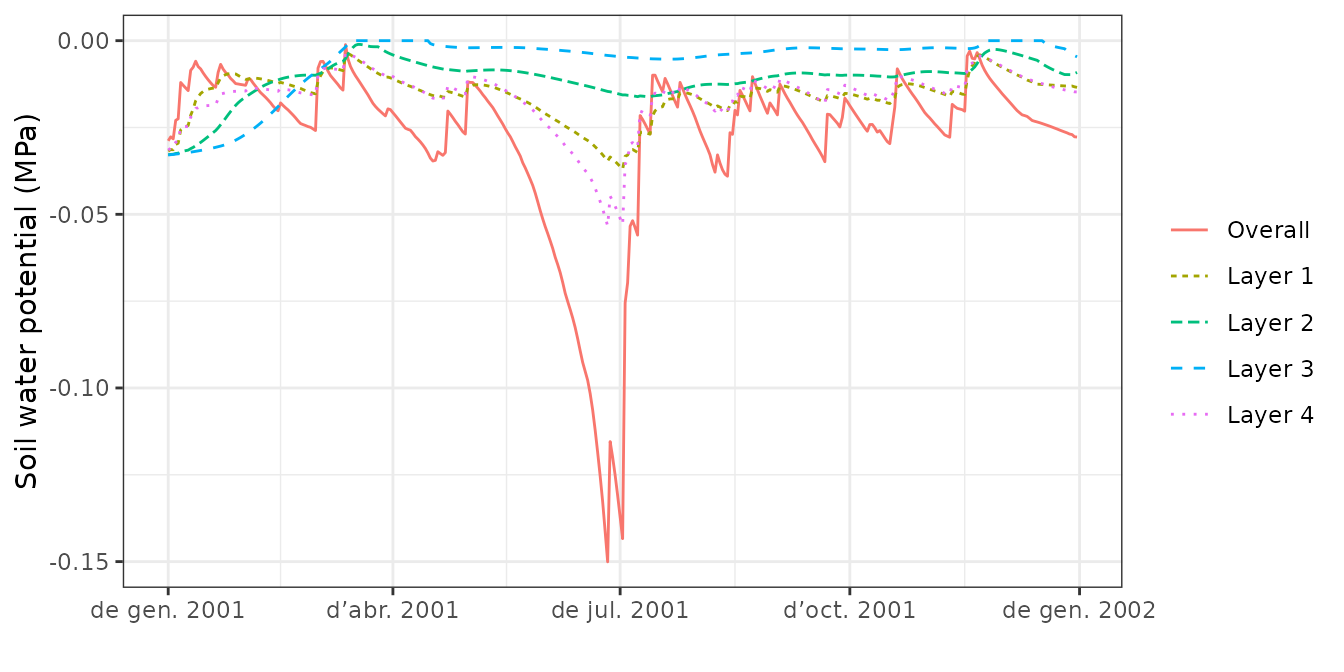 0.00
-0.05
-0.10
-0.15
Soil water potential (MPa)
de gen. 2001
d’abr. 2001
de jul. 2001
d’oct. 2001
de gen. 2002
Overall
Layer 1
Layer 2
Layer 3
Layer 4